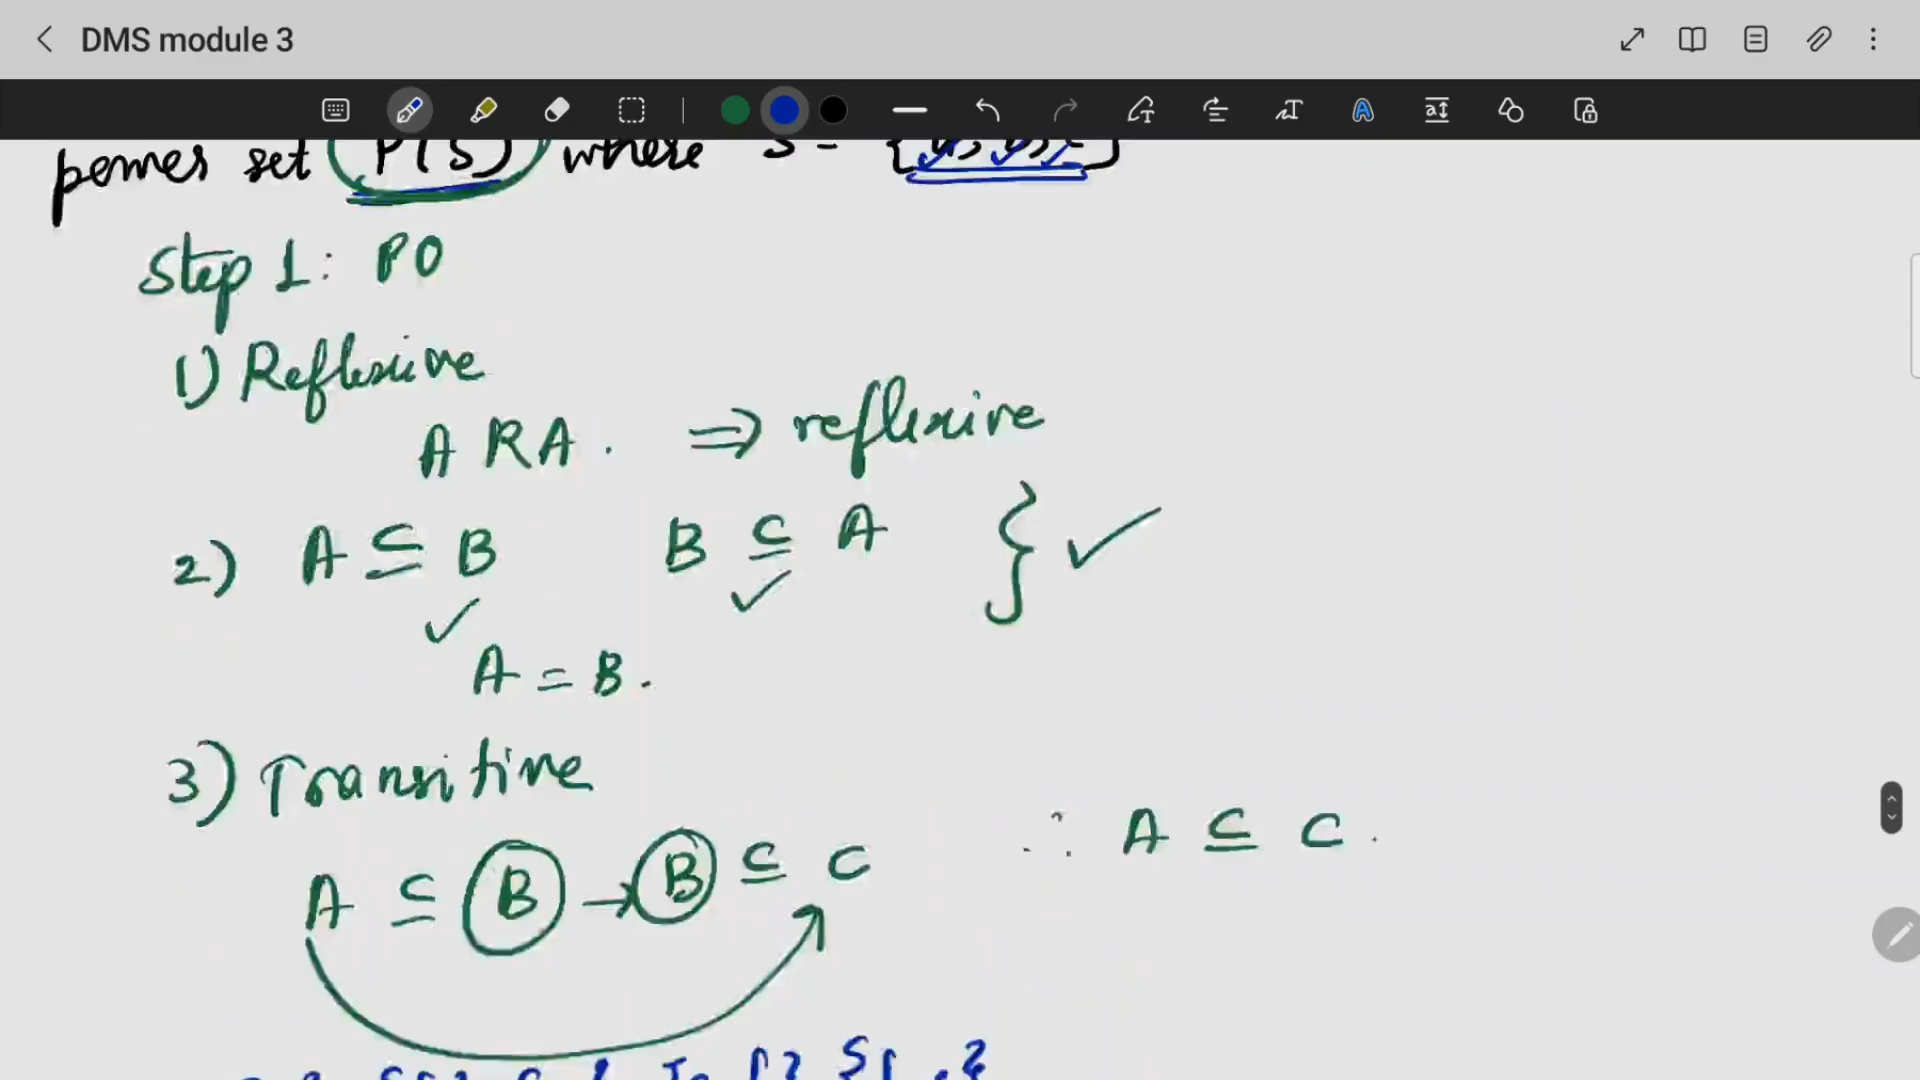 DMS module 3
power set P(S) where S = {a, b, c}
Step 1: PO
1) Reflexive
A R A. ⇒ reflexive
2) A ⊆ B B ⊆ A } ✓
✓ ✓
A = B.
3) Transitive
A ⊆ B → B ⊆ C ∴ A ⊆ C.